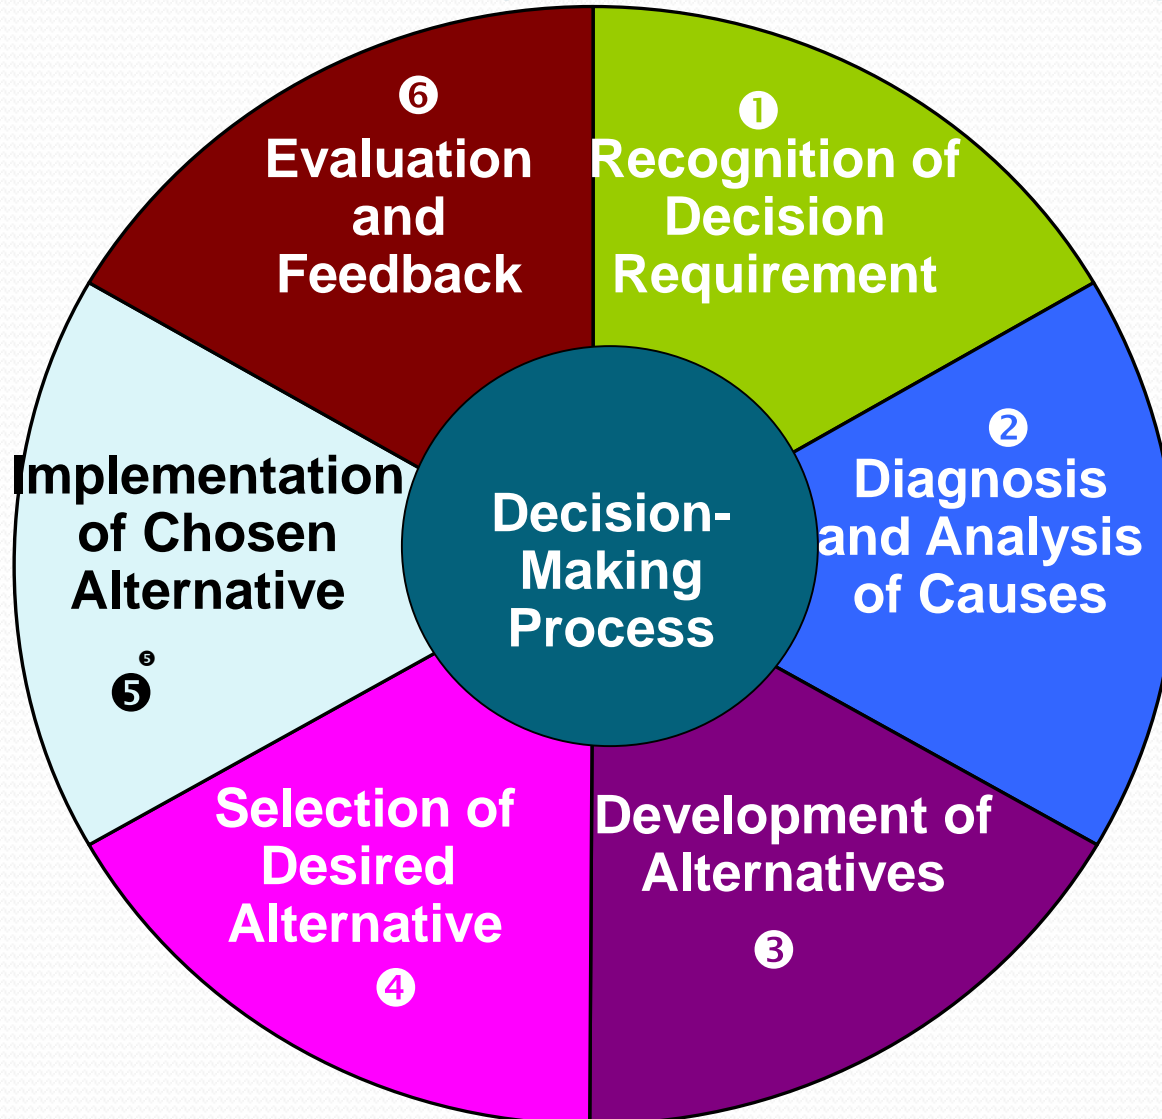 ❶
Recognition of
Decision
Requirement
❷
Diagnosis
and Analysis
of Causes
Development of
Alternatives
❸
Selection of
Desired
Alternative
❹
Implementation
of Chosen
Alternative
❺
❺
❻
Evaluation
and
Feedback
Decision-
Making
Process